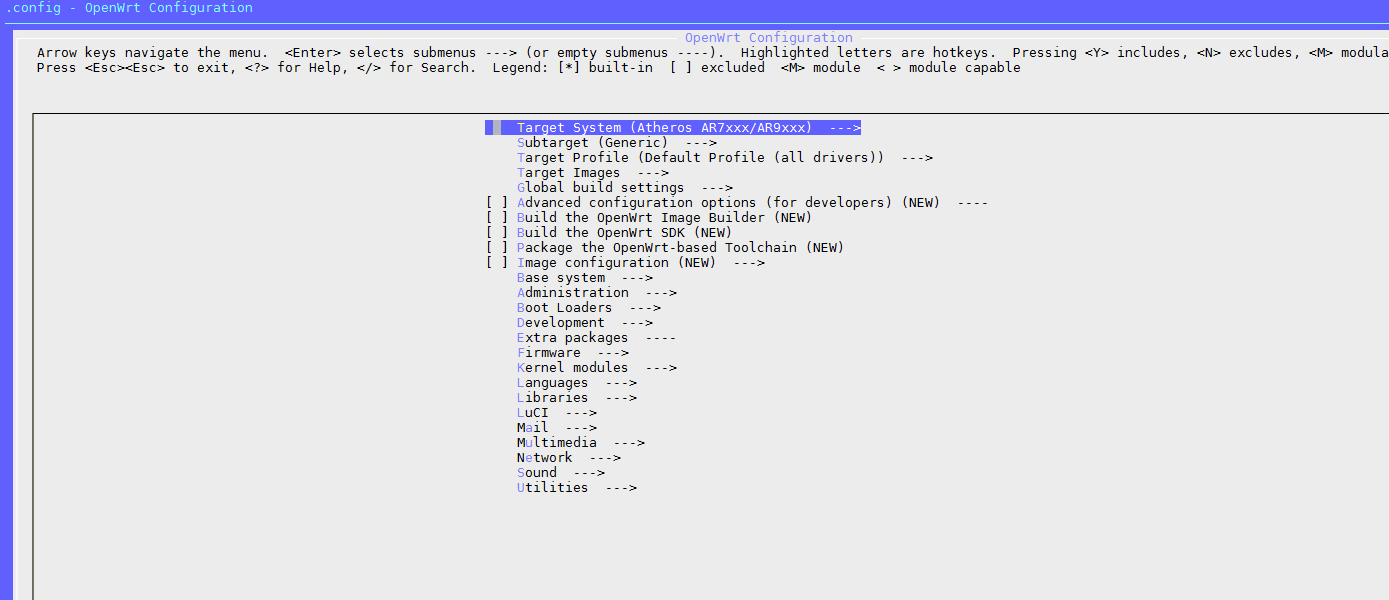 .config - OpenWrt Configuration
OpenWrt Configuration
Arrow keys navigate the menu.  <Enter> selects submenus ---> (or empty submenus ----).  Highlighted letters are hotkeys.  Pressing <Y> includes, <N> excludes, <M> modula
Press <Esc><Esc> to exit, <?> for Help, </> for Search.  Legend: [*] built-in  [ ] excluded  <M> module  < > module capable
Target System (Atheros AR7xxx/AR9xxx)  --->
Subtarget (Generic)  --->
Target Profile (Default Profile (all drivers))  --->
Target Images  --->
Global build settings  --->
[ ] Advanced configuration options (for developers) (NEW)  ----
[ ] Build the OpenWrt Image Builder (NEW)
[ ] Build the OpenWrt SDK (NEW)
[ ] Package the OpenWrt-based Toolchain (NEW)
[ ] Image configuration (NEW)  --->
Base system  --->
Administration  --->
Boot Loaders  --->
Development  --->
Extra packages  ----
Firmware  --->
Kernel modules  --->
Languages  --->
Libraries  --->
LuCI  --->
Mail  --->
Multimedia  --->
Network  --->
Sound  --->
Utilities  --->